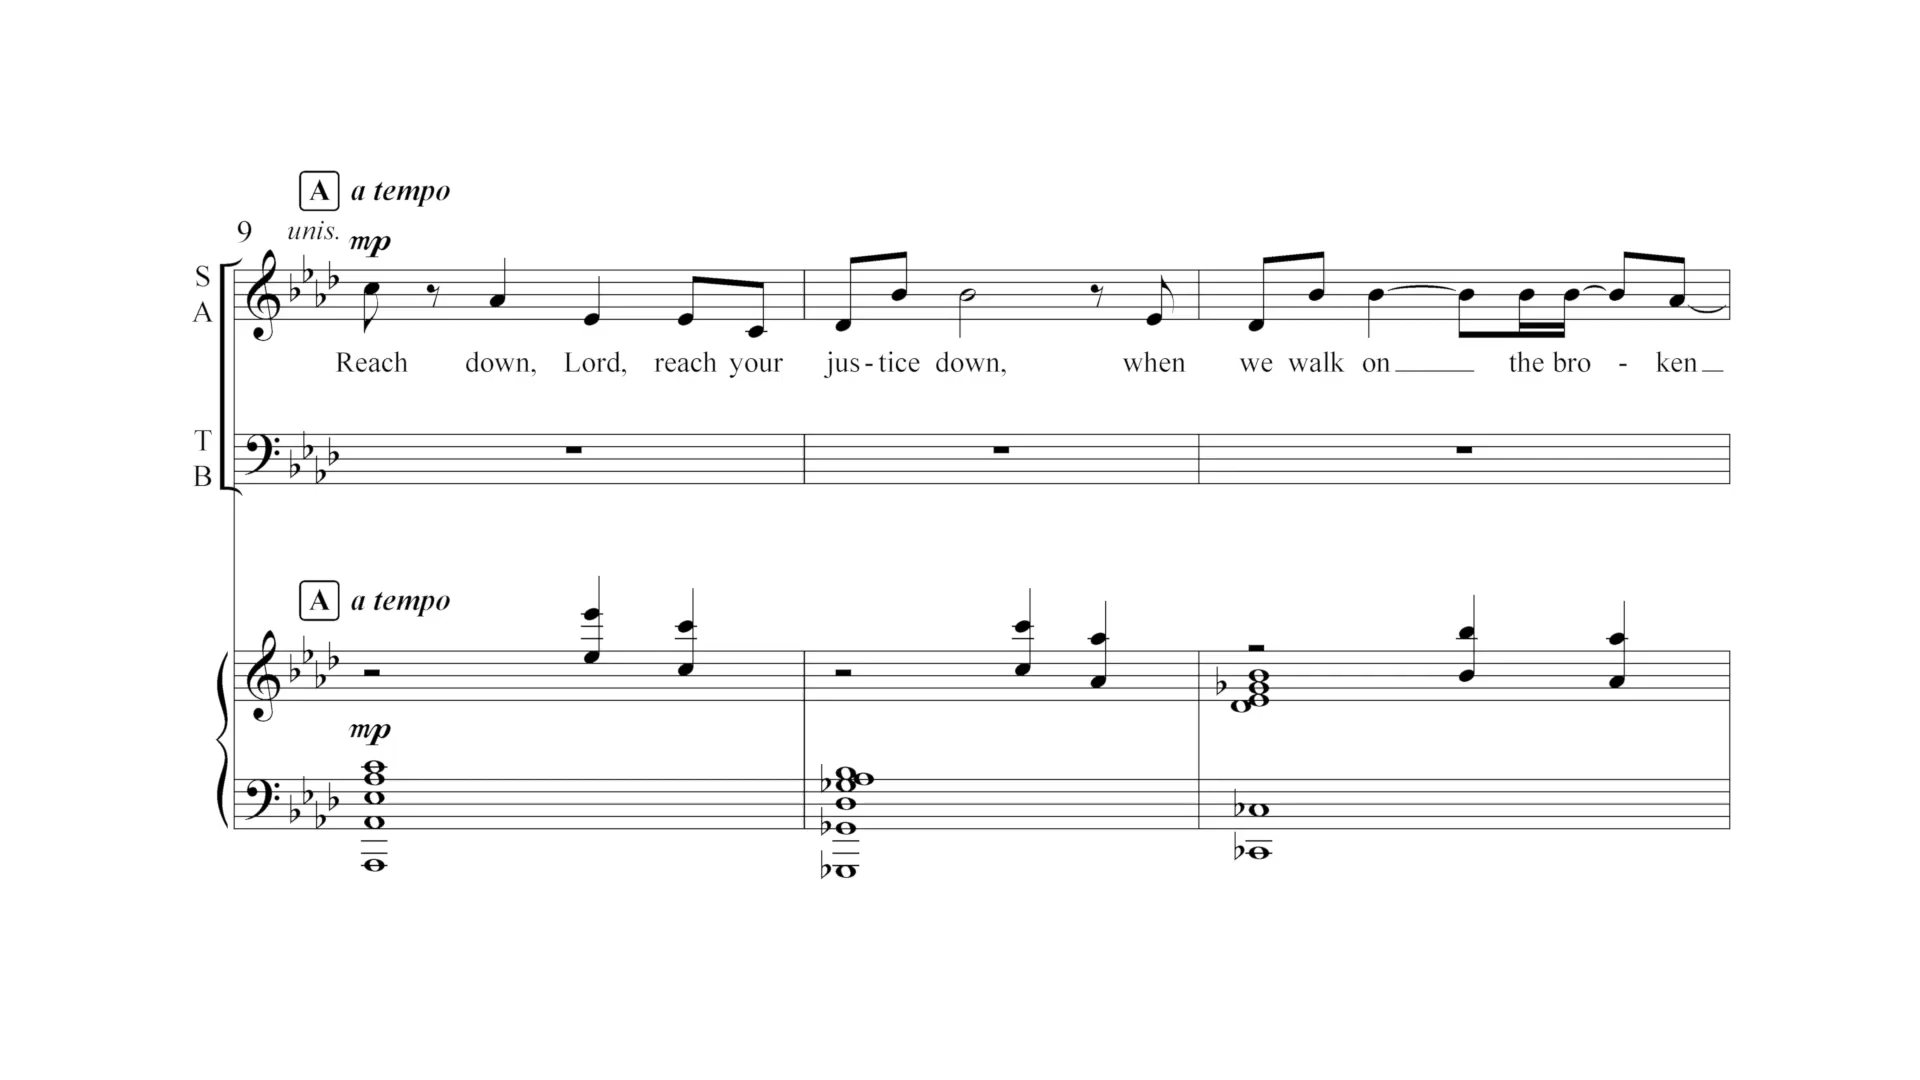 A a tempo
9 unis. mp
S
A
Reach down, Lord, reach your jus - tice down, when we walk on the bro - ken
T
B
A a tempo
mp